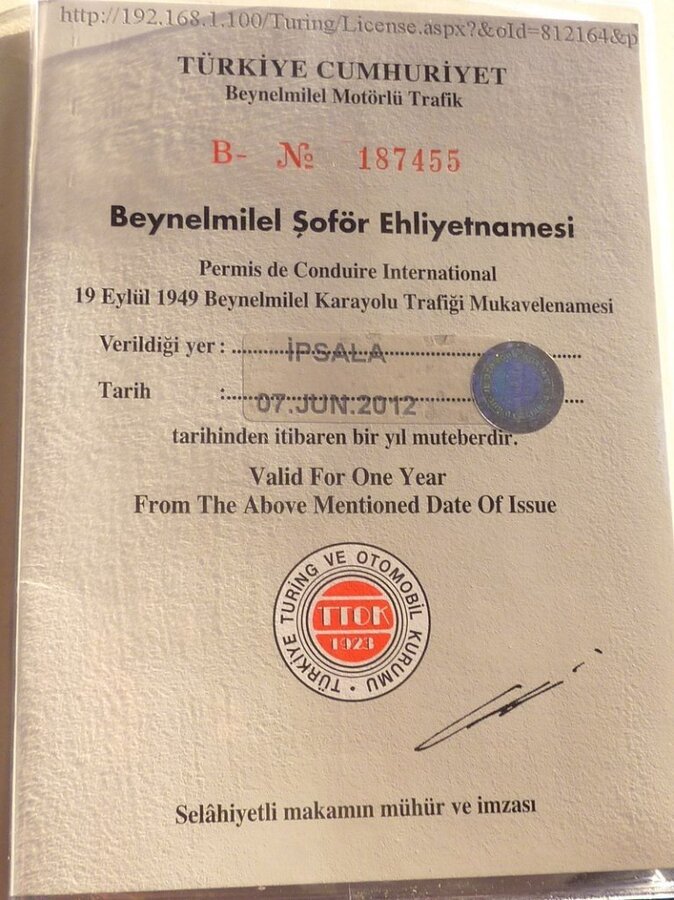 http://192.168.1.100/Turing/License.aspx?&oId=812164&p
TÜRKİYE CUMHURİYET
Beynelmilel Motörlü Trafik
B- № 187455
Beynelmilel Şoför Ehliyetnamesi
Permis de Conduire International
19 Eylül 1949 Beynelmilel Karayolu Trafiği Mukavelenamesi
Verildiği yer : İPSALA
Tarih : 07.JUN.2012
tarihinden itibaren bir yıl muteberdir.
Valid For One Year
From The Above Mentioned Date Of Issue
TÜRKİYE TURİNG VE OTOMOBİL KURUMU
TTOK
1923
Selâhiyetli makamın mühür ve imzası